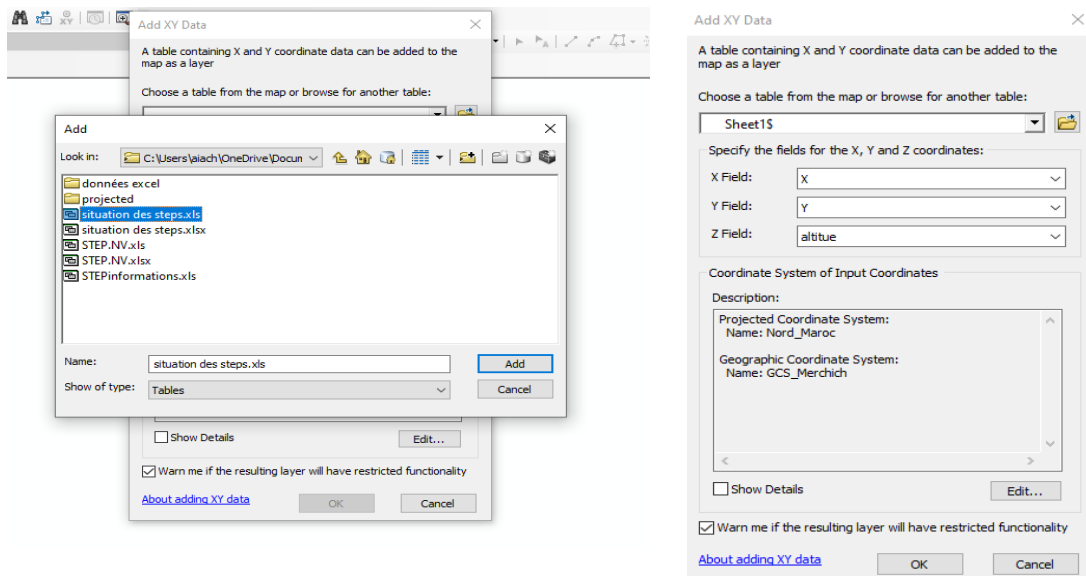 Add XY Data
A table containing X and Y coordinate data can be added to the
map as a layer
Choose a table from the map or browse for another table:
Add
Look in:
C:\Users\aiach\OneDrive\Docun
données excel
projected
situation des steps.xls
situation des steps.xlsx
STEP.NV.xls
STEP.NV.xlsx
STEPinformations.xls
Name:
situation des steps.xls
Add
Show of type:
Tables
Cancel
Show Details
Edit...
Warn me if the resulting layer will have restricted functionality
About adding XY data
OK
Cancel
Add XY Data
A table containing X and Y coordinate data can be added to the
map as a layer
Choose a table from the map or browse for another table:
Sheet1$
Specify the fields for the X, Y and Z coordinates:
X Field:
X
Y Field:
Y
Z Field:
altitue
Coordinate System of Input Coordinates
Description:
Projected Coordinate System:
Name: Nord_Maroc
Geographic Coordinate System:
Name: GCS_Merchich
Show Details
Edit...
Warn me if the resulting layer will have restricted functionality
About adding XY data
OK
Cancel